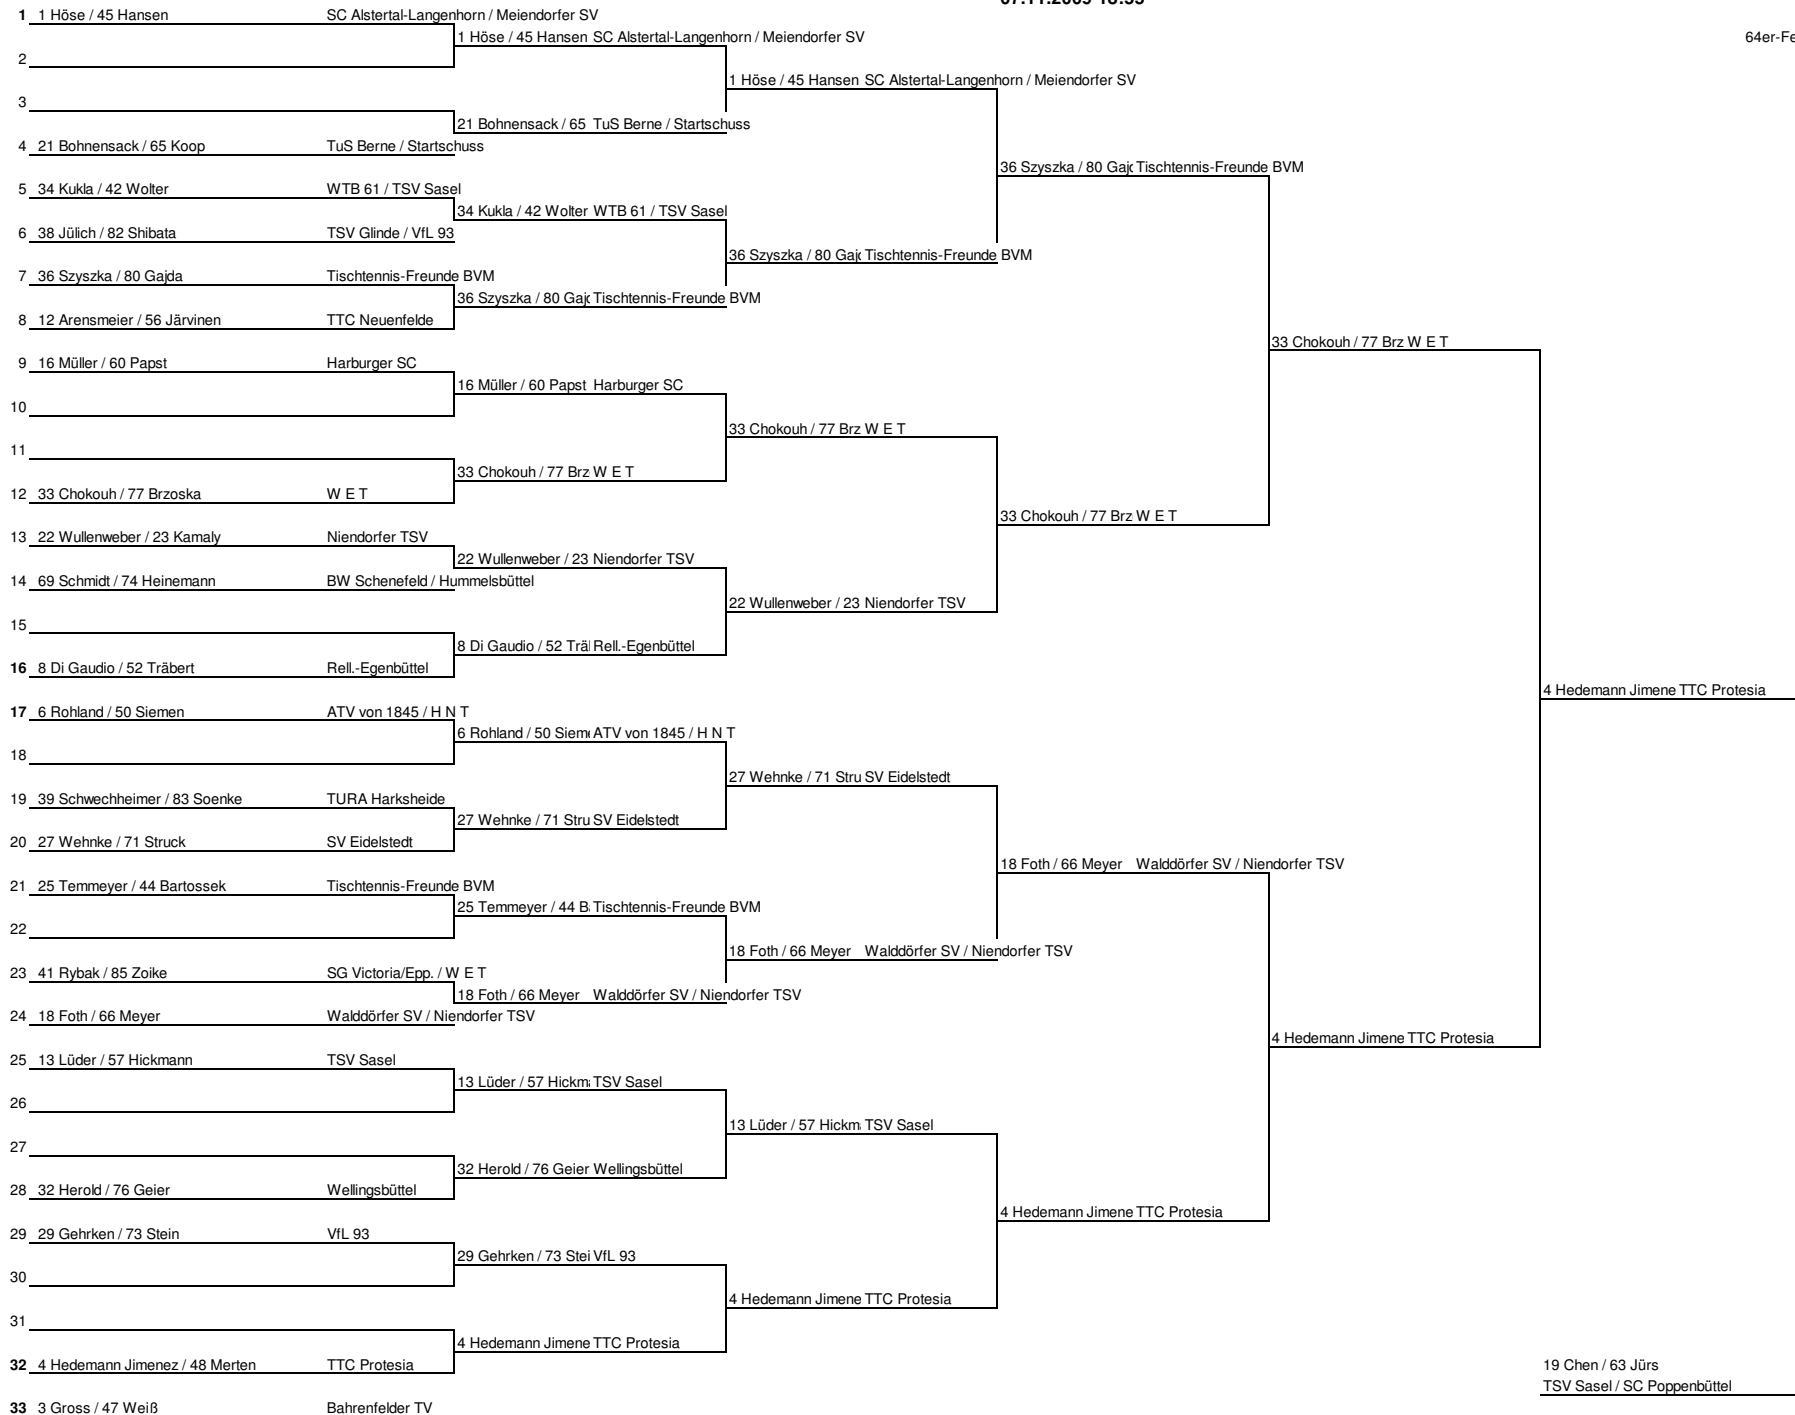 1 1 Höse / 45 Hansen SC Alstertal-Langenhorn / Meiendorfer SV
1 Höse / 45 Hansen SC Alstertal-Langenhorn / Meiendorfer SV 64er-Fe
2
1 Höse / 45 Hansen SC Alstertal-Langenhorn / Meiendorfer SV
3
21 Bohnensack / 65 TuS Berne / Startschuss
4 21 Bohnensack / 65 Koop TuS Berne / Startschuss
36 Szyszka / 80 Gaj Tischtennis-Freunde BVM
5 34 Kukla / 42 Wolter WTB 61 / TSV Sasel
34 Kukla / 42 Wolter WTB 61 / TSV Sasel
6 38 Jülich / 82 Shibata TSV Glinde / VfL 93
36 Szyszka / 80 Gaj Tischtennis-Freunde BVM
7 36 Szyszka / 80 Gajda Tischtennis-Freunde BVM
36 Szyszka / 80 Gaj Tischtennis-Freunde BVM
8 12 Arensmeier / 56 Järvinen TTC Neuenfelde
33 Chokouh / 77 Brz W E T
9 16 Müller / 60 Papst Harburger SC
16 Müller / 60 Papst Harburger SC
10
33 Chokouh / 77 Brz W E T
11
33 Chokouh / 77 Brz W E T
12 33 Chokouh / 77 Brzoska W E T
33 Chokouh / 77 Brz W E T
13 22 Wullenweber / 23 Kamaly Niendorfer TSV
22 Wullenweber / 23 Niendorfer TSV
14 69 Schmidt / 74 Heinemann BW Schenefeld / Hummelsbüttel
22 Wullenweber / 23 Niendorfer TSV
15
8 Di Gaudio / 52 Trä Rell.-Egenbüttel
16 8 Di Gaudio / 52 Träbert Rell.-Egenbüttel
4 Hedemann Jimene TTC Protesia
17 6 Rohland / 50 Siemen ATV von 1845 / H N T
6 Rohland / 50 Siem ATV von 1845 / H N T
18
27 Wehnke / 71 Stru SV Eidelstedt
19 39 Schwechheimer / 83 Soenke TURA Harksheide
27 Wehnke / 71 Stru SV Eidelstedt
20 27 Wehnke / 71 Struck SV Eidelstedt
18 Foth / 66 Meyer Walddörfer SV / Niendorfer TSV
21 25 Temmeyer / 44 Bartossek Tischtennis-Freunde BVM
25 Temmeyer / 44 B Tischtennis-Freunde BVM
22
18 Foth / 66 Meyer Walddörfer SV / Niendorfer TSV
23 41 Rybak / 85 Zoike SG Victoria/Epp. / W E T
18 Foth / 66 Meyer Walddörfer SV / Niendorfer TSV
24 18 Foth / 66 Meyer Walddörfer SV / Niendorfer TSV
4 Hedemann Jimene TTC Protesia
25 13 Lüder / 57 Hickmann TSV Sasel
13 Lüder / 57 Hickm TSV Sasel
26
13 Lüder / 57 Hickm TSV Sasel
27
32 Herold / 76 Geier Wellingsbüttel
28 32 Herold / 76 Geier Wellingsbüttel
4 Hedemann Jimene TTC Protesia
29 29 Gehrken / 73 Stein VfL 93
29 Gehrken / 73 Stei VfL 93
30
4 Hedemann Jimene TTC Protesia
31
4 Hedemann Jimene TTC Protesia
32 4 Hedemann Jimenez / 48 Merten TTC Protesia 19 Chen / 63 Jürs
TSV Sasel / SC Poppenbüttel
33 3 Gross / 47 Weiß Bahrenfelder TV